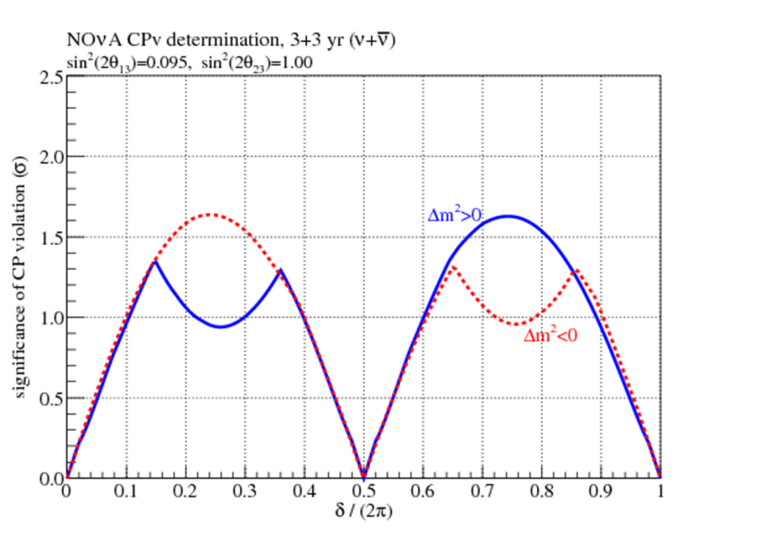 NOνA CPv determination, 3+3 yr (ν+ν̅)
sin²(2θ₁₃)=0.095, sin²(2θ₂₃)=1.00
2.5
2.0
1.5
1.0
0.5
0.0
significance of CP violation (σ)
Δm²>0
Δm²<0
0 0.1 0.2 0.3 0.4 0.5 0.6 0.7 0.8 0.9 1
δ / (2π)